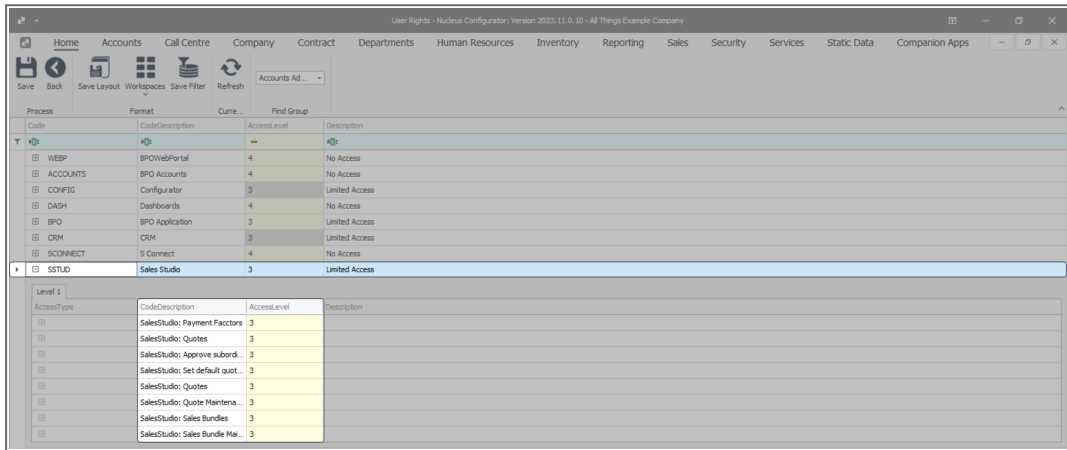 User Rights - Nucleus Configurator: Version 2023.11.0.10 - All Things Example Company
Home Accounts Call Centre Company Contract Departments Human Resources Inventory Reporting Sales Security Services Static Data Companion Apps
Save Back Save Layout Workspaces Save Filter Refresh Accounts Ad...
Process Format Curre... Find Group
Code CodeDescription AccessLevel Description
WEBP BPOWebPortal 4 No Access
ACCOUNTS BPO Accounts 4 No Access
CONFIG Configurator 3 Limited Access
DASH Dashboards 4 No Access
BPO BPO Application 3 Limited Access
CRM CRM 3 Limited Access
SCONNECT S Connect 4 No Access
SSTUD Sales Studio 3 Limited Access
Level 1
AccessType CodeDescription AccessLevel Description
SalesStudio: Payment Facctors 3
SalesStudio: Quotes 3
SalesStudio: Approve subordi... 3
SalesStudio: Set default quot... 3
SalesStudio: Quotes 3
SalesStudio: Quote Maintena... 3
SalesStudio: Sales Bundles 3
SalesStudio: Sales Bundle Mai... 3